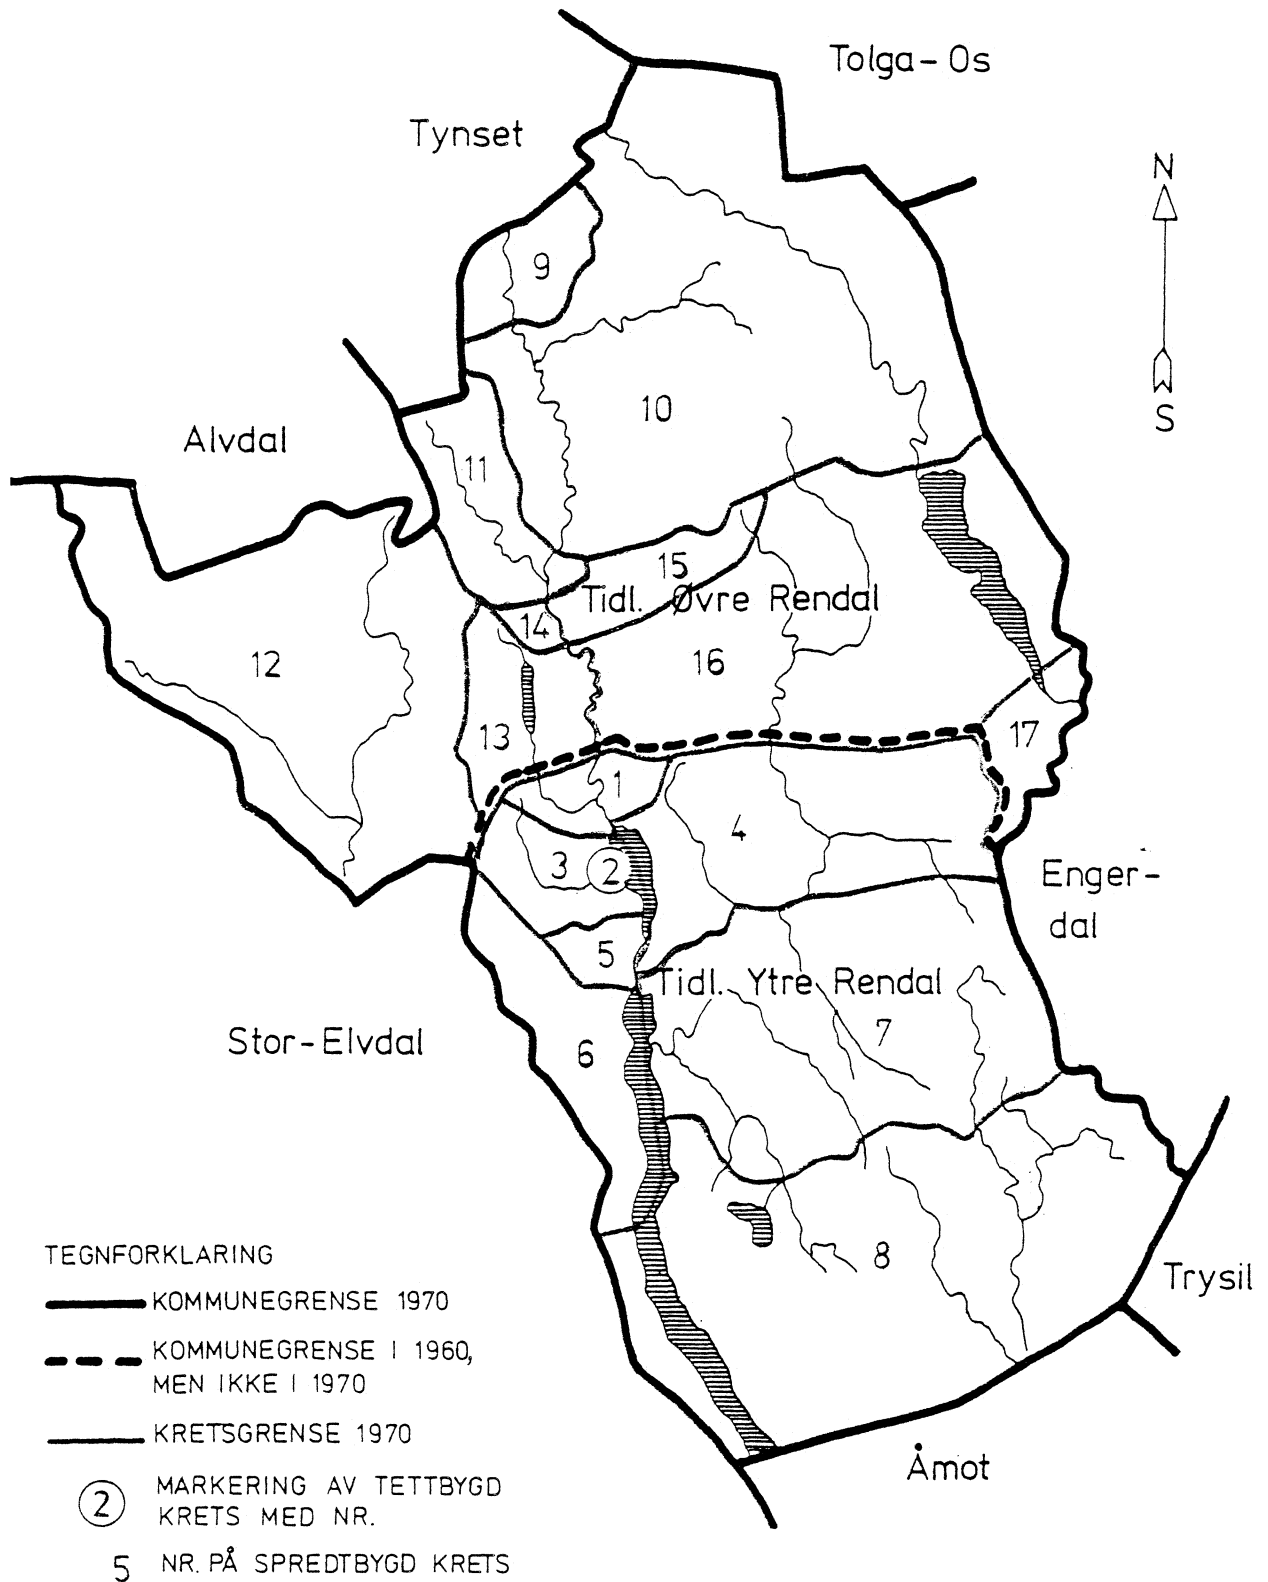 Tolga-Os
Tynset
N
S
9
10
Alvdal
11
15
Tidl. Øvre Rendal
14
12
16
13
17
1
4
3
2
Enger-
dal
5
Tidl. Ytre Rendal
7
Stor-Elvdal
6
8
Trysil
Åmot
TEGNFORKLARING
KOMMUNEGRENSE 1970
KOMMUNEGRENSE I 1960,
MEN IKKE I 1970
KRETSGRENSE 1970
2 MARKERING AV TETTBYGD
KRETS MED NR.
5 NR. PÅ SPREDTBYGD KRETS